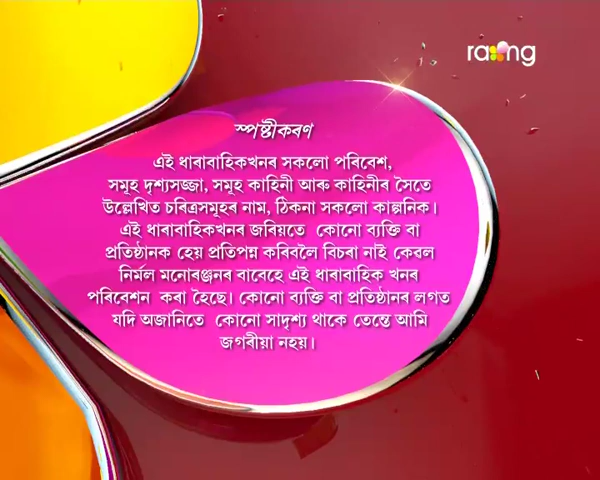 rang
স্পষ্টীকৰণ
এই ধাৰাবাহিকখনৰ সকলো পৰিবেশ,
সমূহ দৃশ্যসজ্জা, সমূহ কাহিনী আৰু কাহিনীৰ সৈতে
উল্লেখিত চৰিত্ৰসমূহৰ নাম, ঠিকনা সকলো কাল্পনিক।
এই ধাৰাবাহিকখনৰ জৰিয়তে কোনো ব্যক্তি বা
প্ৰতিষ্ঠানক হেয় প্ৰতিপন্ন কৰিবলৈ বিচৰা নাই কেৱল
নিৰ্মল মনোৰঞ্জনৰ বাবেহে এই ধাৰাবাহিক খনৰ
পৰিবেশন কৰা হৈছে। কোনো ব্যক্তি বা প্ৰতিষ্ঠানৰ লগত
যদি অজানিতে কোনো সাদৃশ্য থাকে তেন্তে আমি
জগৰীয়া নহয়।